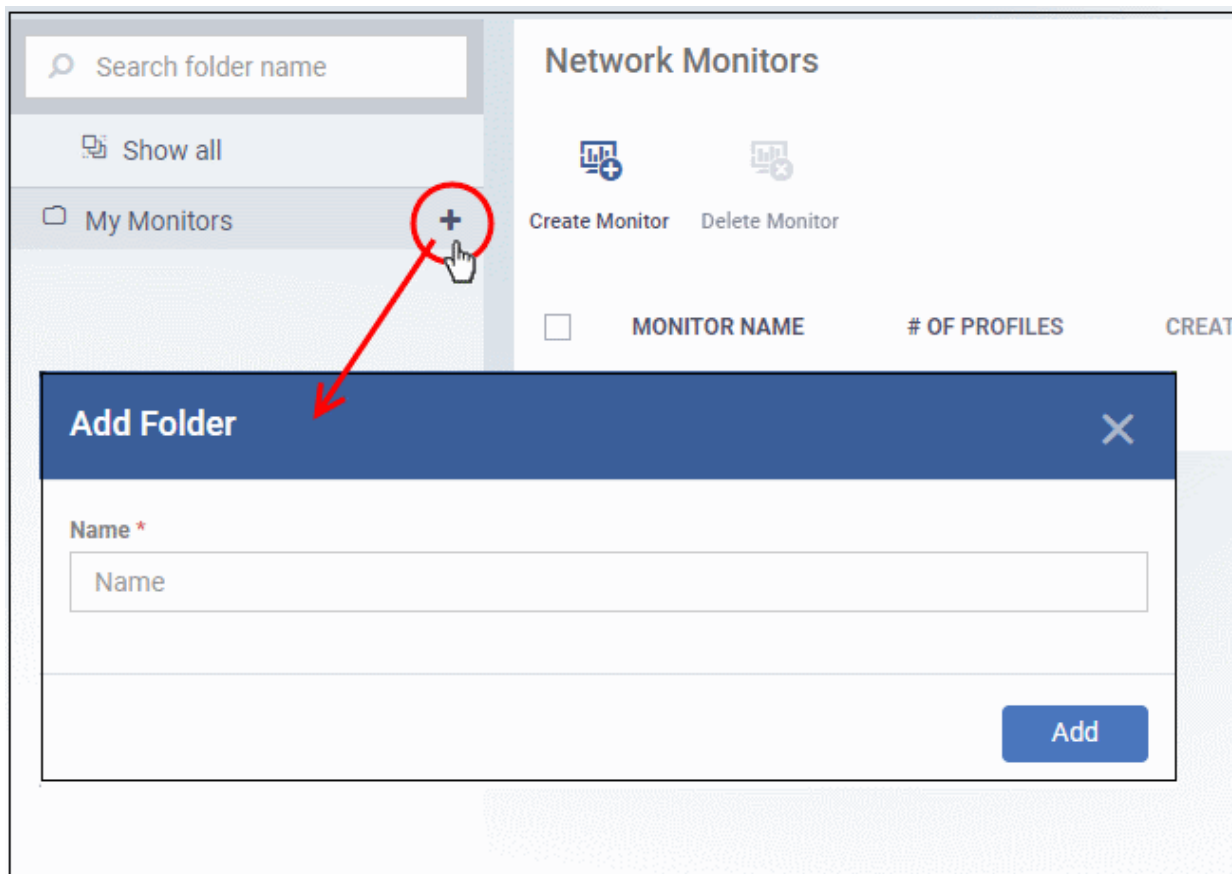 Search folder name
Show all
My Monitors
Network Monitors
Create Monitor
Delete Monitor
MONITOR NAME
# OF PROFILES
CREAT
Add Folder
Name *
Name
Add